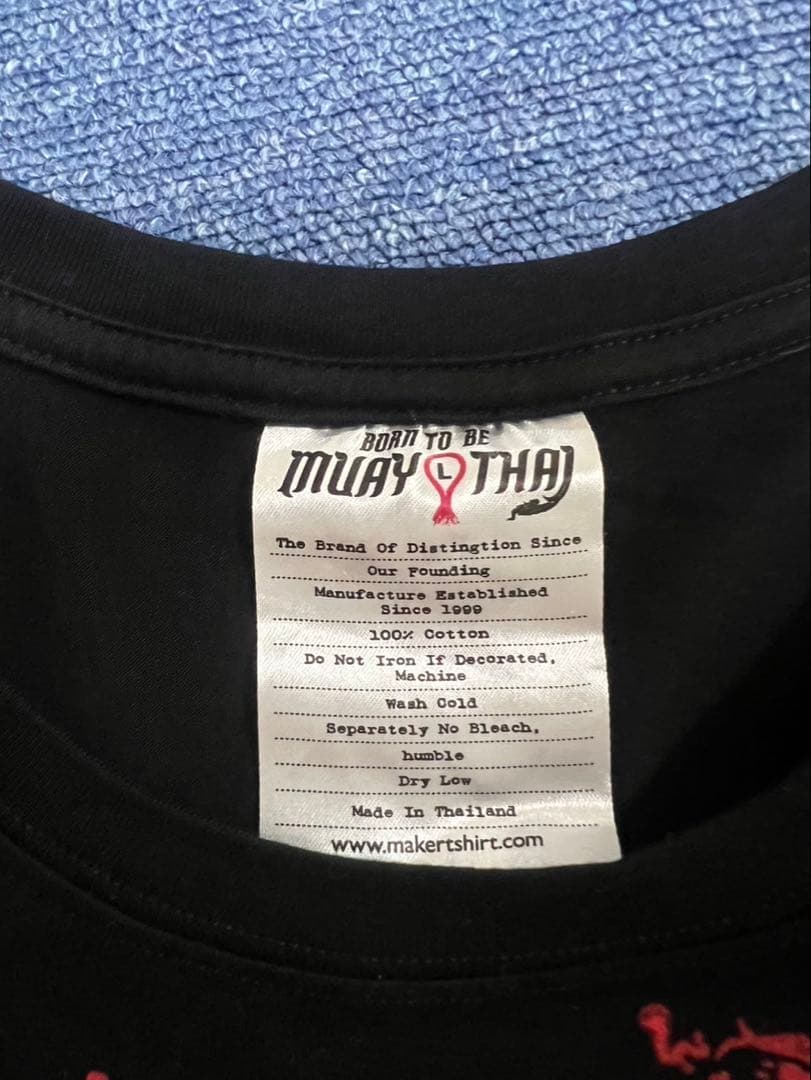 BORN TO BE
MUAY L THAI
The Brand Of Distingtion Since
Our Founding
Manufacture Established
Since 1999
100% Cotton
Do Not Iron If Decorated,
Machine
Wash Cold
Separately No Bleach,
humble
Dry Low
Made In Thailand
www.makertshirt.com